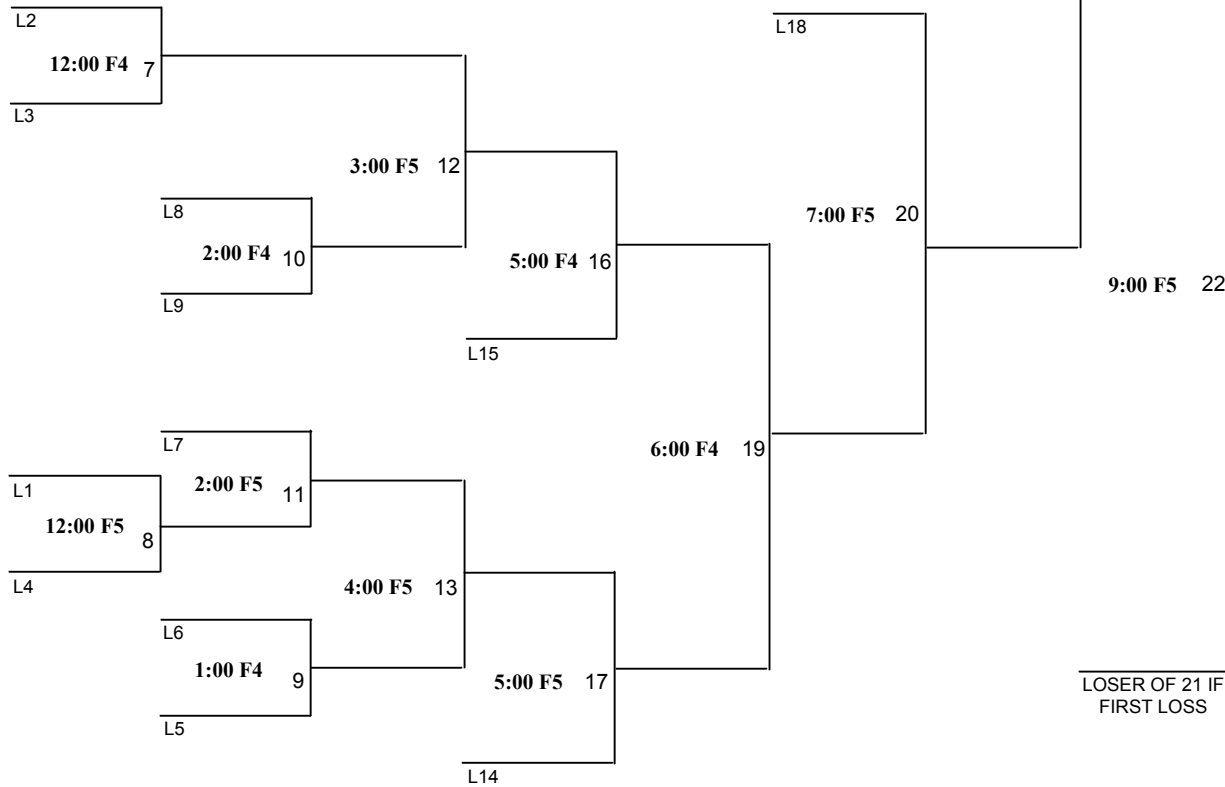 L2
12:00 F4 7
L3
L18
3:00 F5 12
L8
2:00 F4 10
L9
5:00 F4 16
L15
7:00 F5 20
9:00 F5 22
L7
2:00 F5 11
L1
12:00 F5 8
L4
6:00 F4 19
4:00 F5 13
L6
1:00 F4 9
L5
5:00 F5 17
L14
LOSER OF 21 IF
FIRST LOSS